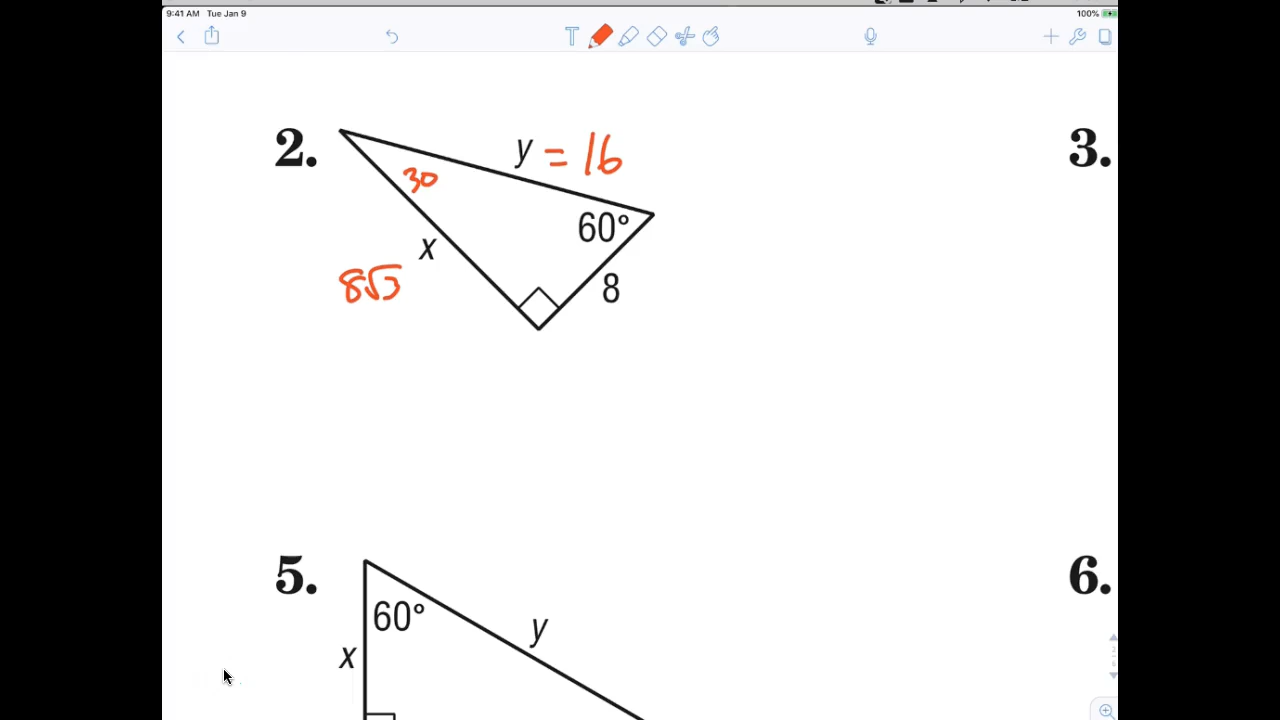 9:41 AM Tue Jan 9
100%
T
2.
y = 16
3.
30
60°
x
8√3
8
5.
6.
60°
y
x